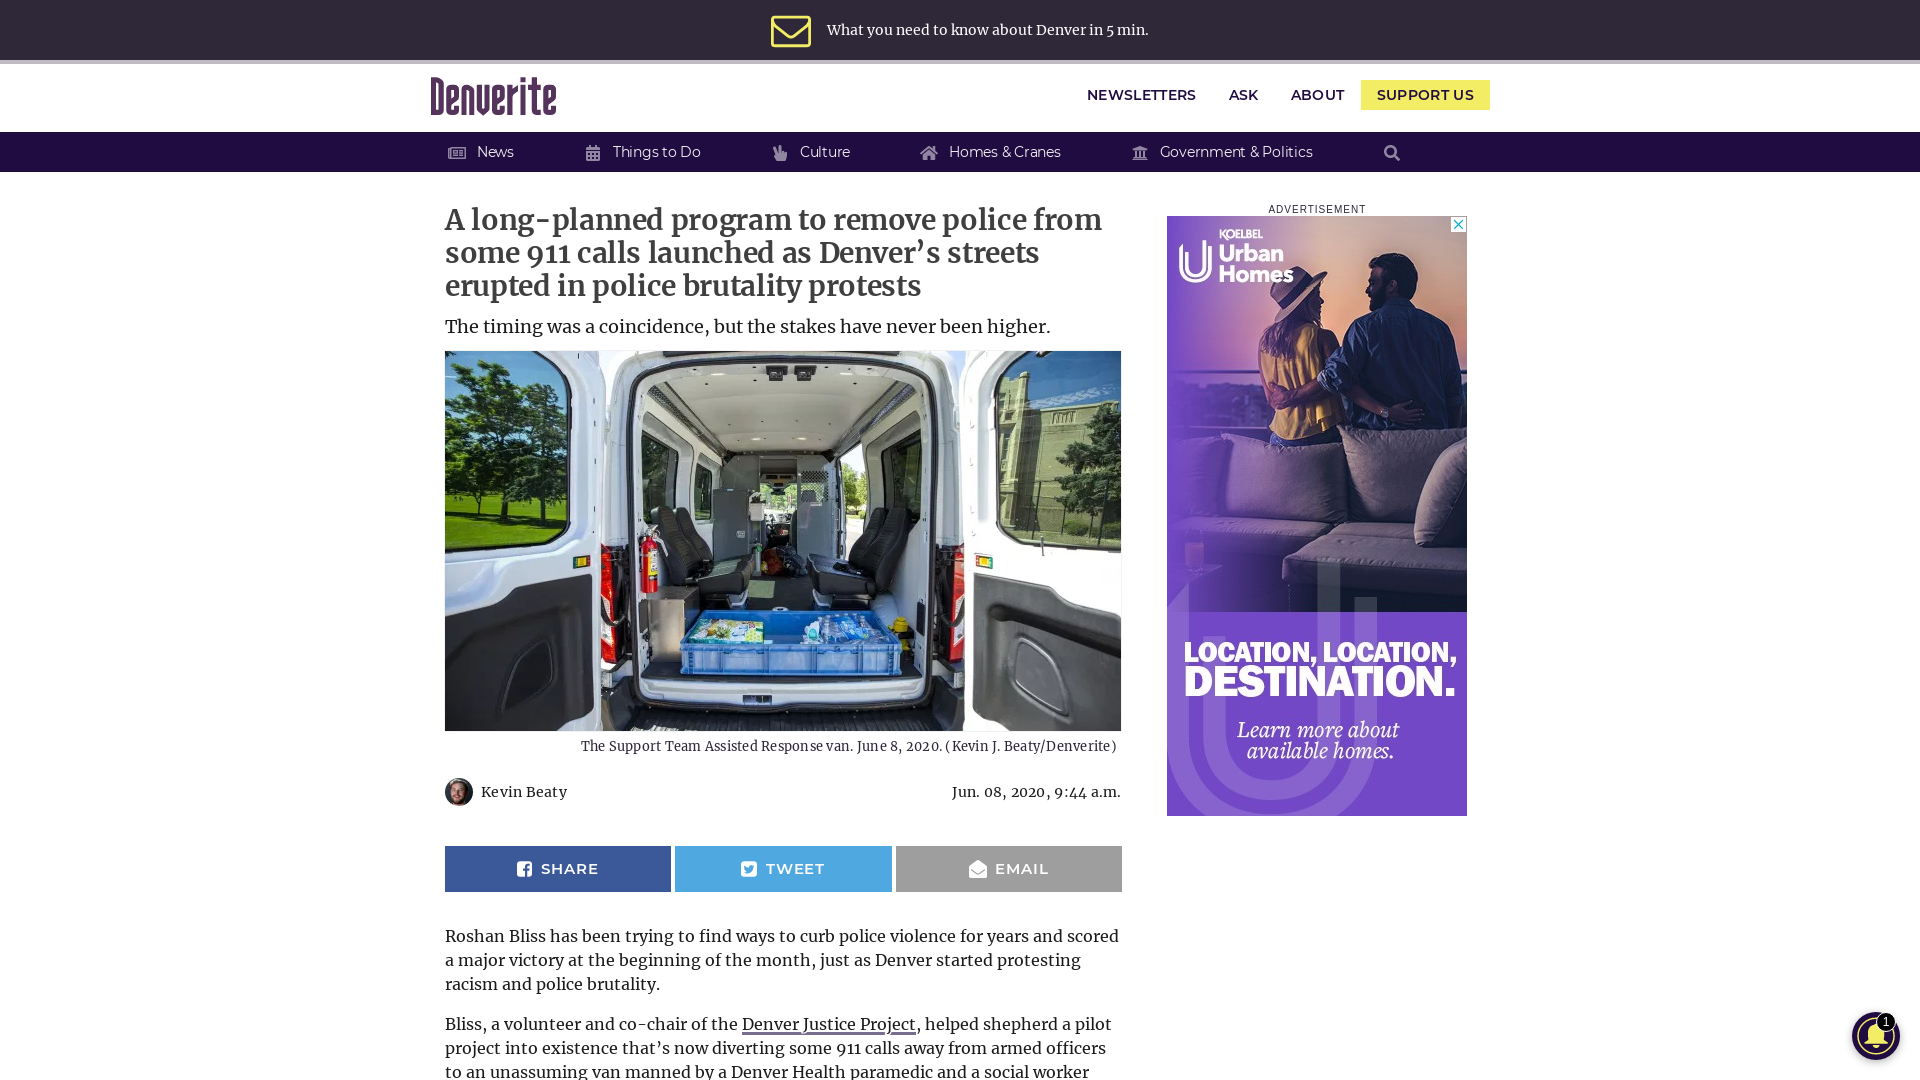 What you need to know about Denver in 5 min.
Denverite
NEWSLETTERS
ASK
ABOUT
SUPPORT US
News
Things to Do
Culture
Homes & Cranes
Government & Politics
A long-planned program to remove police from
some 911 calls launched as Denver’s streets
erupted in police brutality protests
The timing was a coincidence, but the stakes have never been higher.
The Support Team Assisted Response van. June 8, 2020. (Kevin J. Beaty/Denverite)
Kevin Beaty
Jun. 08, 2020, 9:44 a.m.
SHARE
TWEET
EMAIL
Roshan Bliss has been trying to find ways to curb police violence for years and scored
a major victory at the beginning of the month, just as Denver started protesting
racism and police brutality.
Bliss, a volunteer and co-chair of the Denver Justice Project, helped shepherd a pilot
project into existence that’s now diverting some 911 calls away from armed officers
to an unassuming van manned by a Denver Health paramedic and a social worker
ADVERTISEMENT
KOELBEL
Urban
Homes
LOCATION, LOCATION,
DESTINATION.
Learn more about
available homes.
1